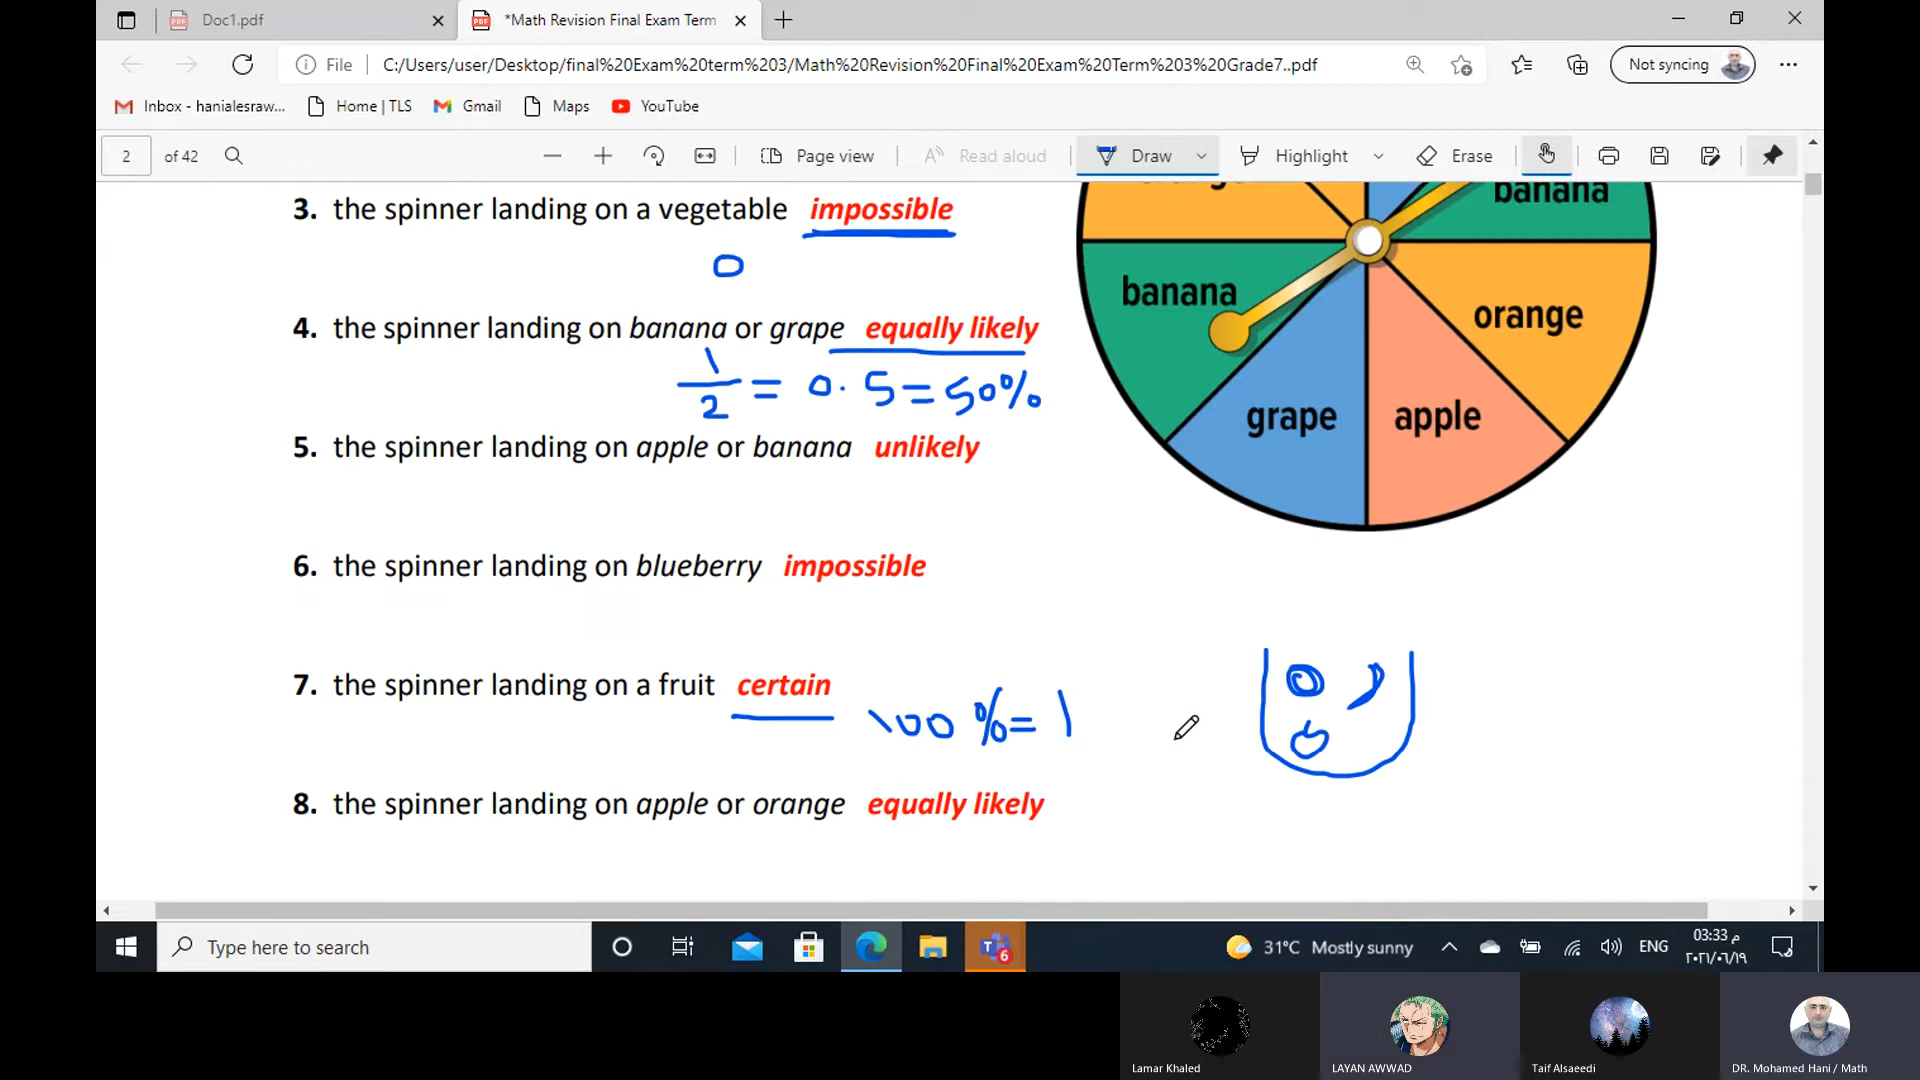 Doc1.pdf
*Math Revision Final Exam Term
File
C:/Users/user/Desktop/final%20Exam%20term%203/Math%20Revision%20Final%20Exam%20Term%203%20Grade7..pdf
Not syncing
Inbox - hanialesraw...
Home | TLS
Gmail
Maps
YouTube
2 of 42
Page view
Read aloud
Draw
Highlight
Erase
3. the spinner landing on a vegetable impossible
0
4. the spinner landing on banana or grape equally likely
1/2 = 0.5 = 50%
5. the spinner landing on apple or banana unlikely
6. the spinner landing on blueberry impossible
7. the spinner landing on a fruit certain
100 % = 1
8. the spinner landing on apple or orange equally likely
banana
banana
orange
grape
apple
Type here to search
6
31°C Mostly sunny
ENG
03:33 م
٢٠٢١/٠٦/١٩
Lamar Khaled
LAYAN AWWAD
Taif Alsaeedi
DR. Mohamed Hani / Math